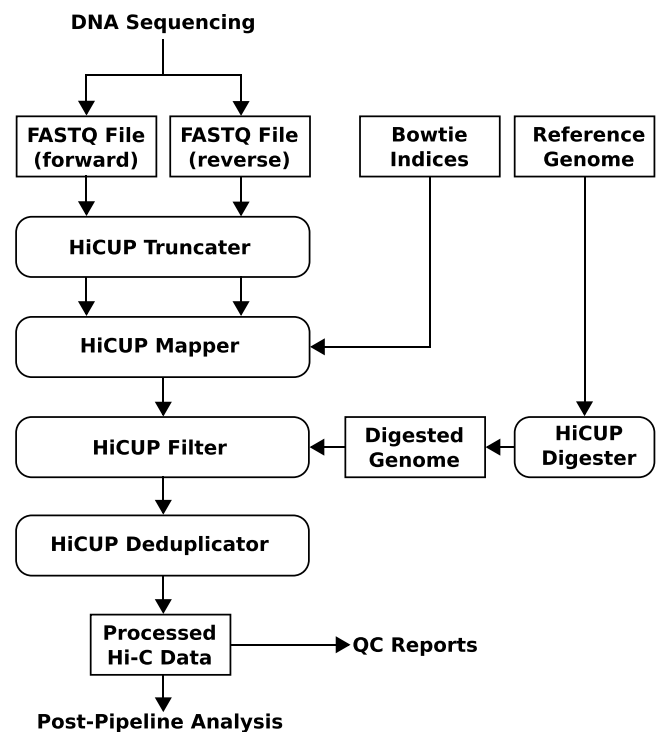 DNA Sequencing
FASTQ File
(forward)
FASTQ File
(reverse)
Bowtie
Indices
Reference
Genome
HiCUP Truncater
HiCUP Mapper
HiCUP Filter
Digested
Genome
HiCUP
Digester
HiCUP Deduplicator
Processed
Hi-C Data
QC Reports
Post-Pipeline Analysis